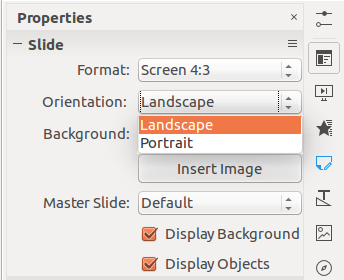 Properties
Slide
Format: Screen 4:3
Orientation: Landscape
Landscape
Background:
Portrait
Insert Image
Master Slide: Default
Display Background
Display Objects